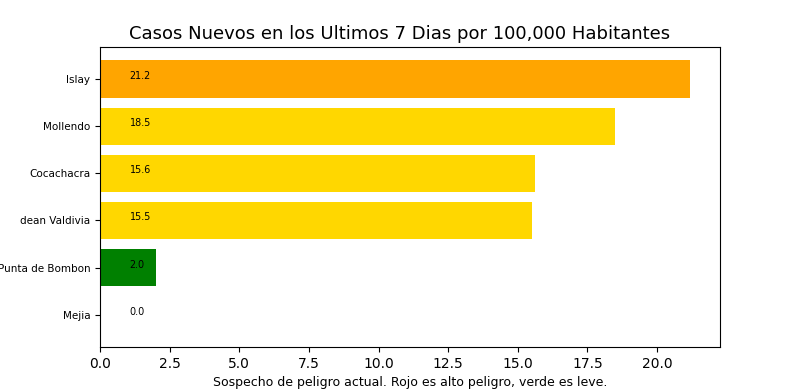 Casos Nuevos en los Ultimos 7 Dias por 100,000 Habitantes
Islay 21.2
Mollendo 18.5
Cocachacra 15.6
dean Valdivia 15.5
Punta de Bombon 2.0
Mejia 0.0
0.0 2.5 5.0 7.5 10.0 12.5 15.0 17.5 20.0
Sospecho de peligro actual. Rojo es alto peligro, verde es leve.